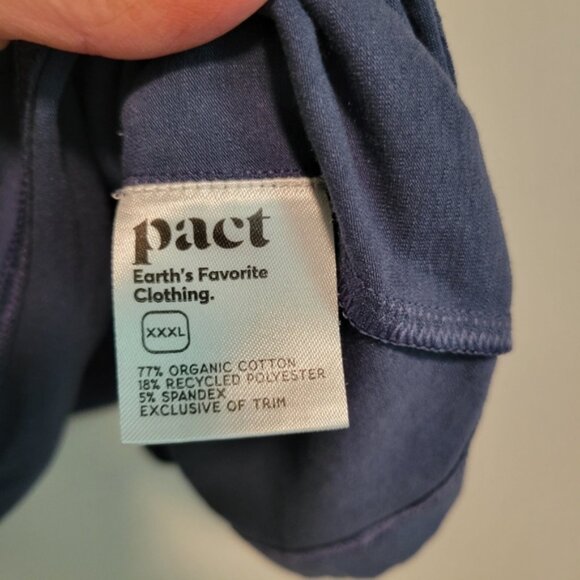 pact
Earth's Favorite
Clothing.
XXXL
77% ORGANIC COTTON
18% RECYCLED POLYESTER
5% SPANDEX
EXCLUSIVE OF TRIM